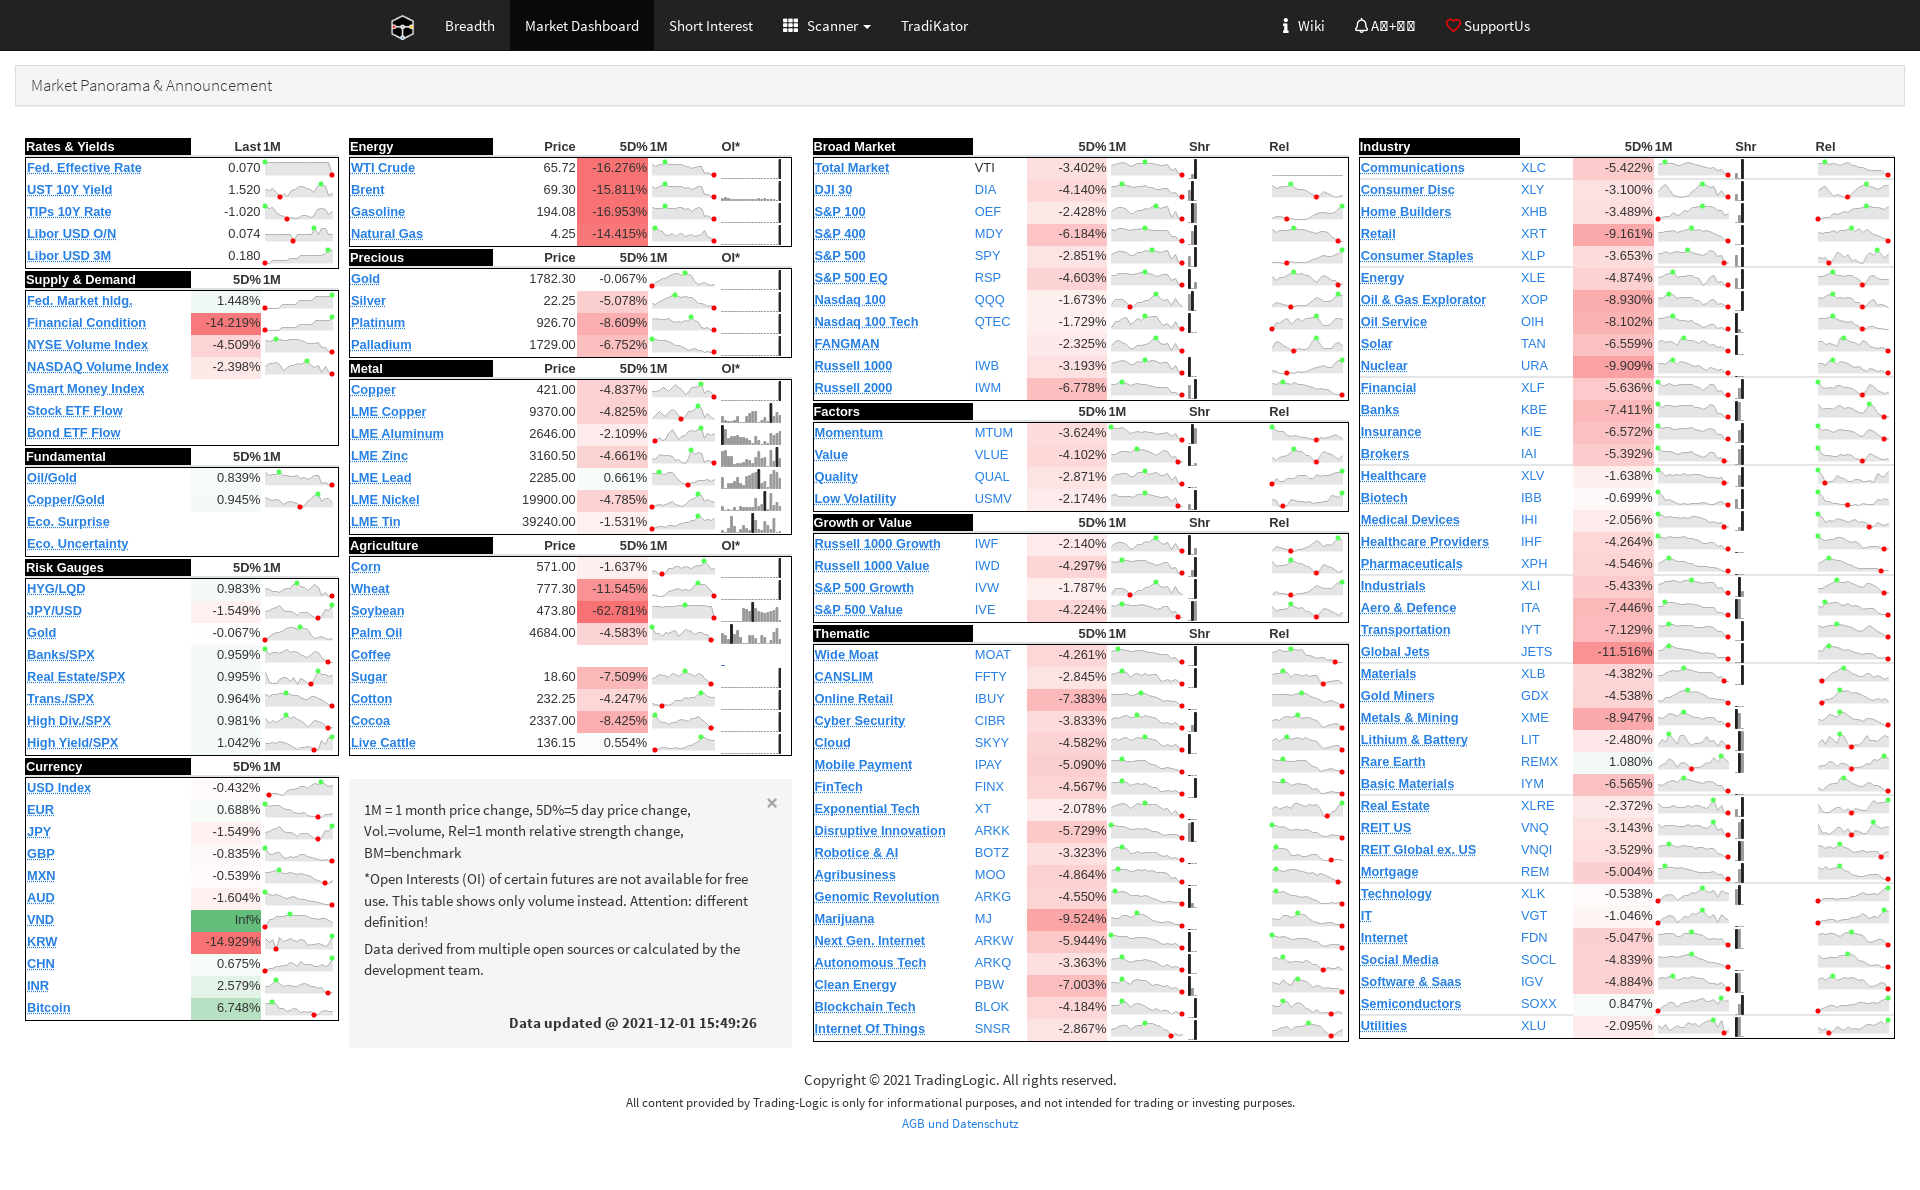 Breadth Market Dashboard Short Interest Scanner TradiKator Wiki SupportUs
Market Panorama & Announcement
Rates & Yields Last 1M
Fed. Effective Rate 0.070
UST 10Y Yield 1.520
TIPs 10Y Rate -1.020
Libor USD O/N 0.074
Libor USD 3M 0.180
Supply & Demand 5D% 1M
Fed. Market hldg. 1.448%
Financial Condition -14.219%
NYSE Volume Index -4.509%
NASDAQ Volume Index -2.398%
Smart Money Index
Stock ETF Flow
Bond ETF Flow
Fundamental 5D% 1M
Oil/Gold 0.839%
Copper/Gold 0.945%
Eco. Surprise
Eco. Uncertainty
Risk Gauges 5D% 1M
HYG/LQD 0.983%
JPY/USD -1.549%
Gold -0.067%
Banks/SPX 0.959%
Real Estate/SPX 0.995%
Trans./SPX 0.964%
High Div./SPX 0.981%
High Yield/SPX 1.042%
Currency 5D% 1M
USD Index -0.432%
EUR 0.688%
JPY -1.549%
GBP -0.835%
MXN -0.539%
AUD -1.604%
VND Inf%
KRW -14.929%
CHN 0.675%
INR 2.579%
Bitcoin 6.748%
Energy Price 5D% 1M OI*
WTI Crude 65.72 -16.276%
Brent 69.30 -15.811%
Gasoline 194.08 -16.953%
Natural Gas 4.25 -14.415%
Precious Price 5D% 1M OI*
Gold 1782.30 -0.067%
Silver 22.25 -5.078%
Platinum 926.70 -8.609%
Palladium 1729.00 -6.752%
Metal Price 5D% 1M OI*
Copper 421.00 -4.837%
LME Copper 9370.00 -4.825%
LME Aluminum 2646.00 -2.109%
LME Zinc 3160.50 -4.661%
LME Lead 2285.00 0.661%
LME Nickel 19900.00 -4.785%
LME Tin 39240.00 -1.531%
Agriculture Price 5D% 1M OI*
Corn 571.00 -1.637%
Wheat 777.30 -11.545%
Soybean 473.80 -62.781%
Palm Oil 4684.00 -4.583%
Coffee
Sugar 18.60 -7.509%
Cotton 232.25 -4.247%
Cocoa 2337.00 -8.425%
Live Cattle 136.15 0.554%
×
1M = 1 month price change, 5D%=5 day price change,
Vol.=volume, Rel=1 month relative strength change,
BM=benchmark
*Open Interests (OI) of certain futures are not available for free
use. This table shows only volume instead. Attention: different
definition!
Data derived from multiple open sources or calculated by the
development team.
Data updated @ 2021-12-01 15:49:26
Broad Market 5D% 1M Shr Rel
Total Market VTI -3.402%
DJI 30 DIA -4.140%
S&P 100 OEF -2.428%
S&P 400 MDY -6.184%
S&P 500 SPY -2.851%
S&P 500 EQ RSP -4.603%
Nasdaq 100 QQQ -1.673%
Nasdaq 100 Tech QTEC -1.729%
FANGMAN -2.325%
Russell 1000 IWB -3.193%
Russell 2000 IWM -6.778%
Factors 5D% 1M Shr Rel
Momentum MTUM -3.624%
Value VLUE -4.102%
Quality QUAL -2.871%
Low Volatility USMV -2.174%
Growth or Value 5D% 1M Shr Rel
Russell 1000 Growth IWF -2.140%
Russell 1000 Value IWD -4.297%
S&P 500 Growth IVW -1.787%
S&P 500 Value IVE -4.224%
Thematic 5D% 1M Shr Rel
Wide Moat MOAT -4.261%
CANSLIM FFTY -2.845%
Online Retail IBUY -7.383%
Cyber Security CIBR -3.833%
Cloud SKYY -4.582%
Mobile Payment IPAY -5.090%
FinTech FINX -4.567%
Exponential Tech XT -2.078%
Disruptive Innovation ARKK -5.729%
Robotice & AI BOTZ -3.323%
Agribusiness MOO -4.864%
Genomic Revolution ARKG -4.550%
Marijuana MJ -9.524%
Next Gen. Internet ARKW -5.944%
Autonomous Tech ARKQ -3.363%
Clean Energy PBW -7.003%
Blockchain Tech BLOK -4.184%
Internet Of Things SNSR -2.867%
Industry 5D% 1M Shr Rel
Communications XLC -5.422%
Consumer Disc XLY -3.100%
Home Builders XHB -3.489%
Retail XRT -9.161%
Consumer Staples XLP -3.653%
Energy XLE -4.874%
Oil & Gas Explorator XOP -8.930%
Oil Service OIH -8.102%
Solar TAN -6.559%
Nuclear URA -9.909%
Financial XLF -5.636%
Banks KBE -7.411%
Insurance KIE -6.572%
Brokers IAI -5.392%
Healthcare XLV -1.638%
Biotech IBB -0.699%
Medical Devices IHI -2.056%
Healthcare Providers IHF -4.264%
Pharmaceuticals XPH -4.546%
Industrials XLI -5.433%
Aero & Defence ITA -7.446%
Transportation IYT -7.129%
Global Jets JETS -11.516%
Materials XLB -4.382%
Gold Miners GDX -4.538%
Metals & Mining XME -8.947%
Lithium & Battery LIT -2.480%
Rare Earth REMX 1.080%
Basic Materials IYM -6.565%
Real Estate XLRE -2.372%
REIT US VNQ -3.143%
REIT Global ex. US VNQI -3.529%
Mortgage REM -5.004%
Technology XLK -0.538%
IT VGT -1.046%
Internet FDN -5.047%
Social Media SOCL -4.839%
Software & Saas IGV -4.884%
Semiconductors SOXX 0.847%
Utilities XLU -2.095%
Copyright © 2021 TradingLogic. All rights reserved.
All content provided by Trading-Logic is only for informational purposes, and not intended for trading or investing purposes.
AGB und Datenschutz